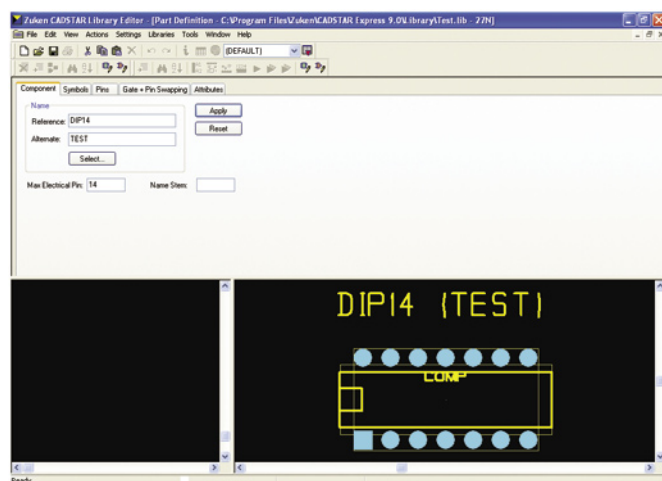 Zuken CADSTAR Library Editor - [Part Definition - C:\Program Files\Zuken\CADSTAR Express 9.0\Library\Test.lib - 27N]
File Edit View Actions Settings Libraries Tools Window Help
(DEFAULT)
Component Symbols Pins Gate + Pin Swapping Attributes
Name
Reference: DIP14
Apply
Alternate: TEST
Reset
Select...
Max Electrical Pin: 14 Name Stem:
DIP14 (TEST)
COMP
Ready